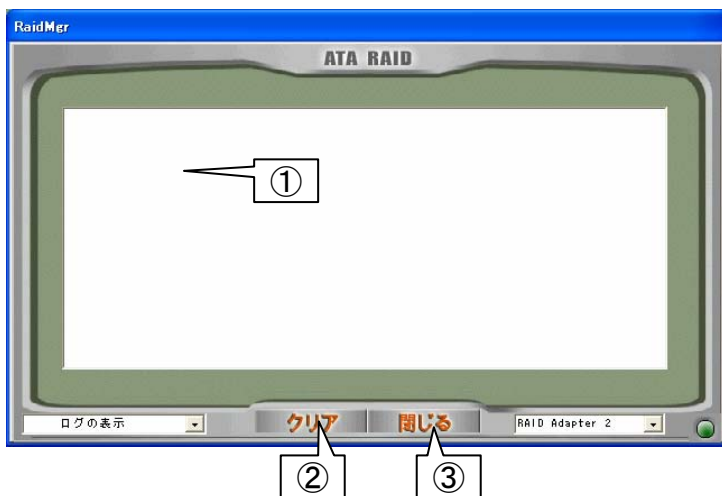 RaidMgr
ATA RAID
①
クリア 閉じる
ログの表示 RAID Adapter 2
② ③